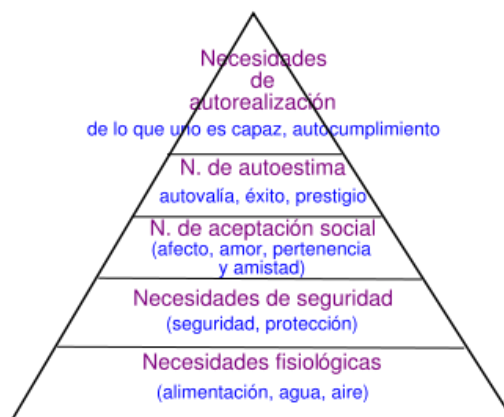 Necesidades
de
autorealización
de lo que uno es capaz, autocumplimiento
N. de autoestima
autovalía, éxito, prestigio
N. de aceptación social
(afecto, amor, pertenencia
y amistad)
Necesidades de seguridad
(seguridad, protección)
Necesidades fisiológicas
(alimentación, agua, aire)